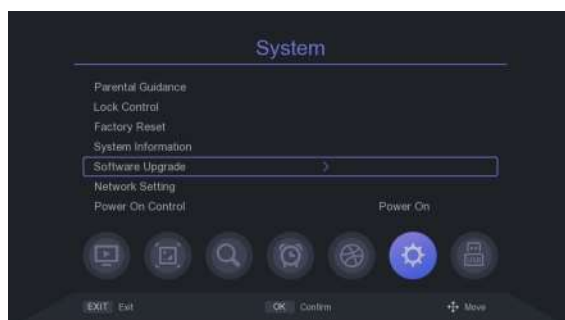 System
Parental Guidance
Lock Control
Factory Reset
System Information
Software Upgrade >
Network Setting
Power On Control Power On
USB
EXIT Exit OK Confirm Move